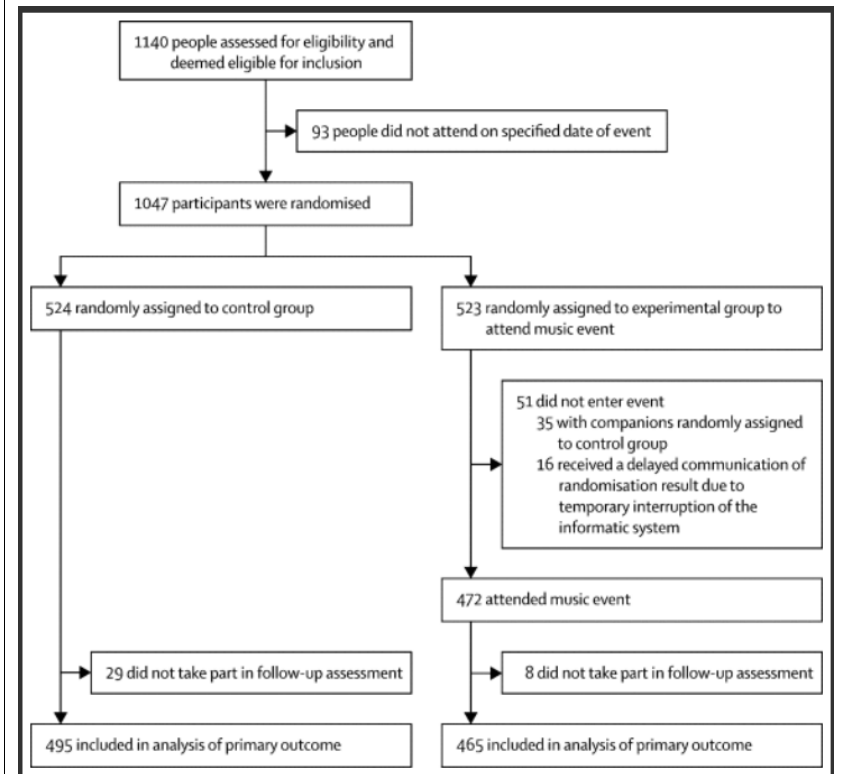 1140 people assessed for eligibility and
deemed eligible for inclusion
93 people did not attend on specified date of event
1047 participants were randomised
524 randomly assigned to control group
523 randomly assigned to experimental group to
attend music event
51 did not enter event
35 with companions randomly assigned
to control group
16 received a delayed communication of
randomisation result due to
temporary interruption of the
informatic system
472 attended music event
29 did not take part in follow-up assessment
8 did not take part in follow-up assessment
495 included in analysis of primary outcome
465 included in analysis of primary outcome